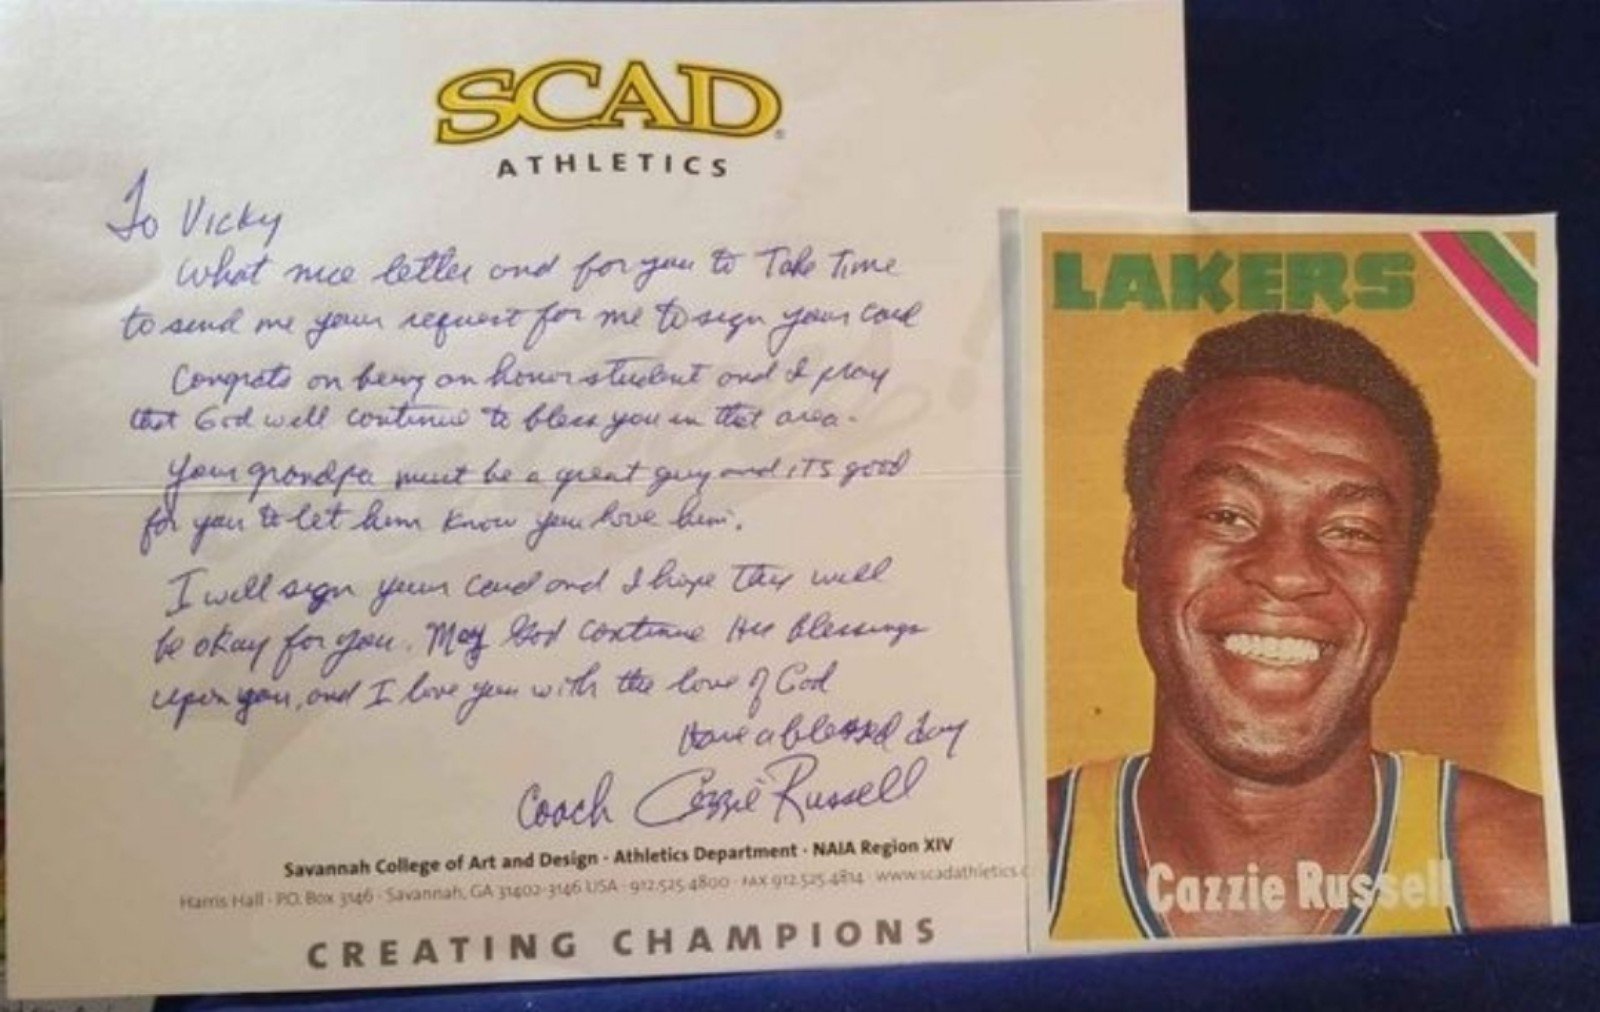 SCAD
ATHLETICS
To Vicky
What nice letter and for you to Take Time
to send me your request for me to sign your card
Congrats on being an honor student and I pray
that God will continue to bless you in that area.
Your grandpa must be a great guy and iTS good
for you to let him know you love him.
I will sign your card and I hope this will
be okay for you. May God continue His blessings
upon you, and I love you with the love of God
Have a blessed day
Coach Cazzie Russell
Savannah College of Art and Design · Athletics Department · NAIA Region XIV
Harris Hall · P.O. Box 3146 · Savannah, GA 31402-3146 USA · 912.525.4800 · FAX 912.525.4814 · www.scadathletics.c
CREATING CHAMPIONS
LAKERS
Cazzie Russell